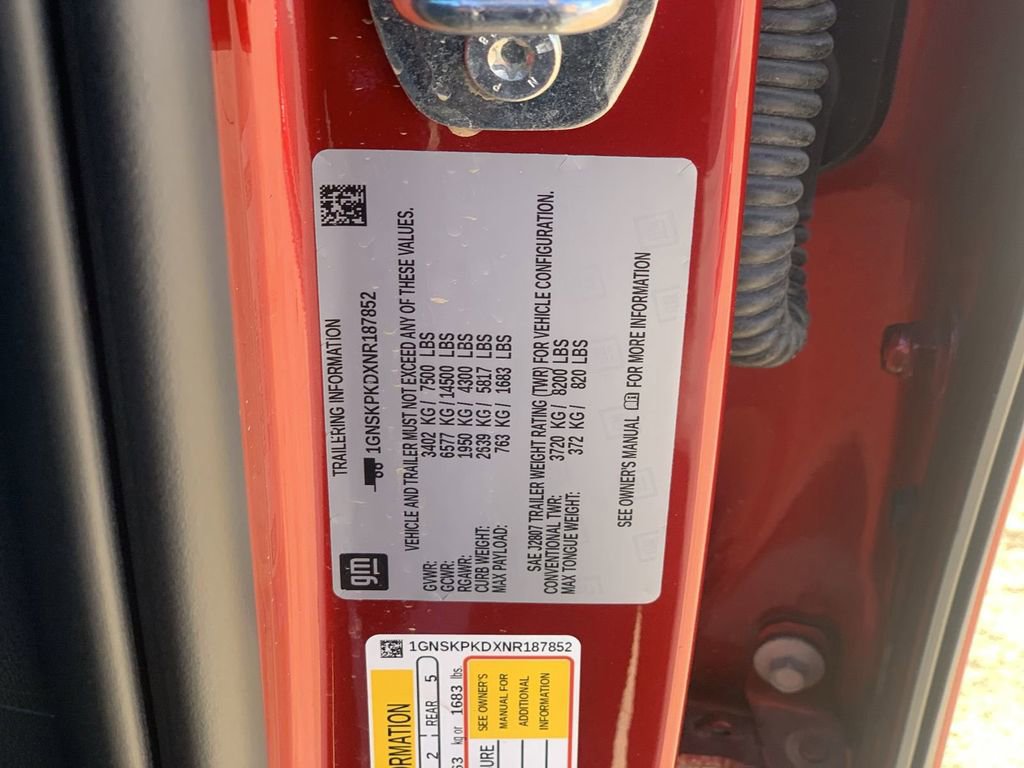 TRAILERING INFORMATION
gm
1GNSKPKDXNR187852
VEHICLE AND TRAILER MUST NOT EXCEED ANY OF THESE VALUES.
GVWR: 3402 KG / 7500 LBS
GCWR: 6577 KG / 14500 LBS
RGAWR: 1950 KG / 4300 LBS
CURB WEIGHT: 2639 KG / 5817 LBS
MAX PAYLOAD: 763 KG / 1683 LBS
SAE J2807 TRAILER WEIGHT RATING (TWR) FOR VEHICLE CONFIGURATION.
CONVENTIONAL TWR: 3720 KG / 8200 LBS
MAX TONGUE WEIGHT: 372 KG / 820 LBS
SEE OWNER'S MANUAL FOR MORE INFORMATION
1GNSKPKDXNR187852
ORMATION
2 REAR 5
63 kg or 1683 lbs.
URE
SEE OWNER'S
MANUAL FOR
ADDITIONAL
INFORMATION